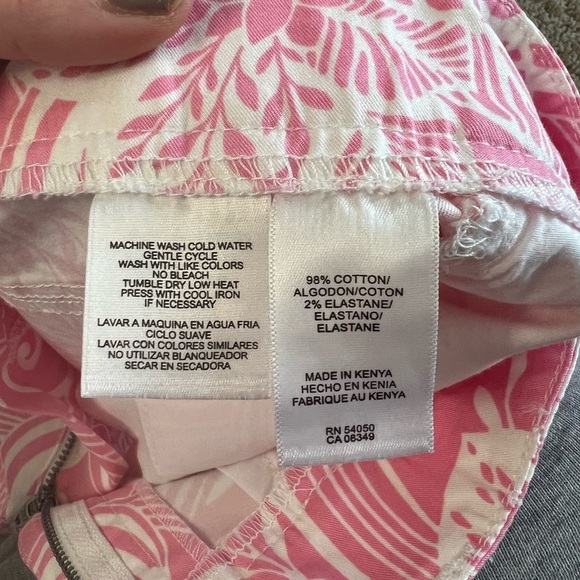 MACHINE WASH COLD WATER
GENTLE CYCLE
WASH WITH LIKE COLORS
NO BLEACH
TUMBLE DRY LOW HEAT
PRESS WITH COOL IRON
IF NECESSARY
LAVAR A MAQUINA EN AGUA FRIA
CICLO SUAVE
LAVAR CON COLORES SIMILARES
NO UTILIZAR BLANQUEADOR
SECAR EN SECADORA
98% COTTON/
ALGODON/COTON
2% ELASTANE/
ELASTANO/
ELASTANE
MADE IN KENYA
HECHO EN KENIA
FABRIQUE AU KENYA
RN 54050
CA 08349